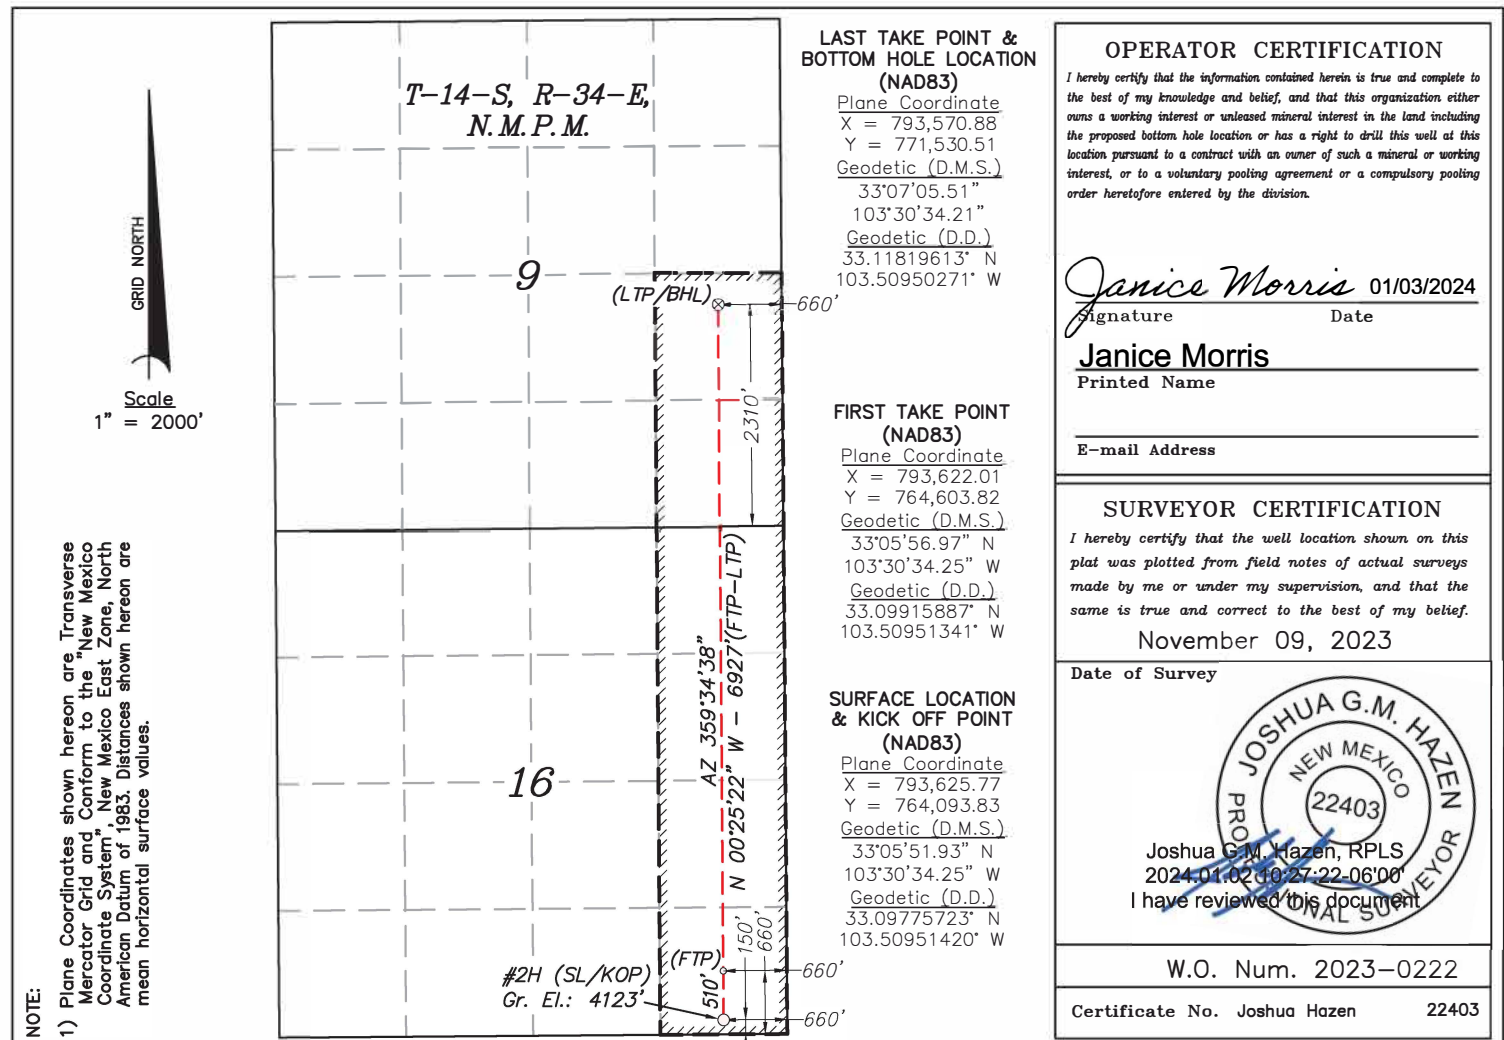 T-14-S, R-34-E,
N.M.P.M.
GRID NORTH
Scale
1" = 2000'
NOTE:
1) Plane Coordinates shown hereon are Transverse
Mercator Grid and Conform to the "New Mexico
Coordinate System", New Mexico East Zone, North
American Datum of 1983. Distances shown hereon are
mean horizontal surface values.
9
(LTP/BHL)
660'
2310'
AZ 359°34'38"
N 00°25'22" W - 6927'(FTP-LTP)
16
(FTP)
510'
150'
660'
660'
660'
#2H (SL/KOP)
Gr. El.: 4123'
LAST TAKE POINT &
BOTTOM HOLE LOCATION
(NAD83)
Plane Coordinate
X = 793,570.88
Y = 771,530.51
Geodetic (D.M.S.)
33°07'05.51"
103°30'34.21"
Geodetic (D.D.)
33.11819613° N
103.50950271° W
FIRST TAKE POINT
(NAD83)
Plane Coordinate
X = 793,622.01
Y = 764,603.82
Geodetic (D.M.S.)
33°05'56.97" N
103°30'34.25" W
Geodetic (D.D.)
33.09915887° N
103.50951341° W
SURFACE LOCATION
& KICK OFF POINT
(NAD83)
Plane Coordinate
X = 793,625.77
Y = 764,093.83
Geodetic (D.M.S.)
33°05'51.93" N
103°30'34.25" W
Geodetic (D.D.)
33.09775723° N
103.50951420° W
OPERATOR CERTIFICATION
I hereby certify that the information contained herein is true and complete to
the best of my knowledge and belief, and that this organization either
owns a working interest or unleased mineral interest in the land including
the proposed bottom hole location or has a right to drill this well at this
location pursuant to a contract with an owner of such a mineral or working
interest, or to a voluntary pooling agreement or a compulsory pooling
order heretofore entered by the division.
Janice Morris 01/03/2024
Signature Date
Janice Morris
Printed Name
E-mail Address
SURVEYOR CERTIFICATION
I hereby certify that the well location shown on this
plat was plotted from field notes of actual surveys
made by me or under my supervision, and that the
same is true and correct to the best of my belief.
November 09, 2023
Date of Survey
JOSHUA G.M. HAZEN
NEW MEXICO
22403
SURVEYOR
Joshua G.M. Hazen, RPLS
2024.01.02 10:27:22-06'00'
I have reviewed this document
W.O. Num. 2023-0222
Certificate No. Joshua Hazen 22403